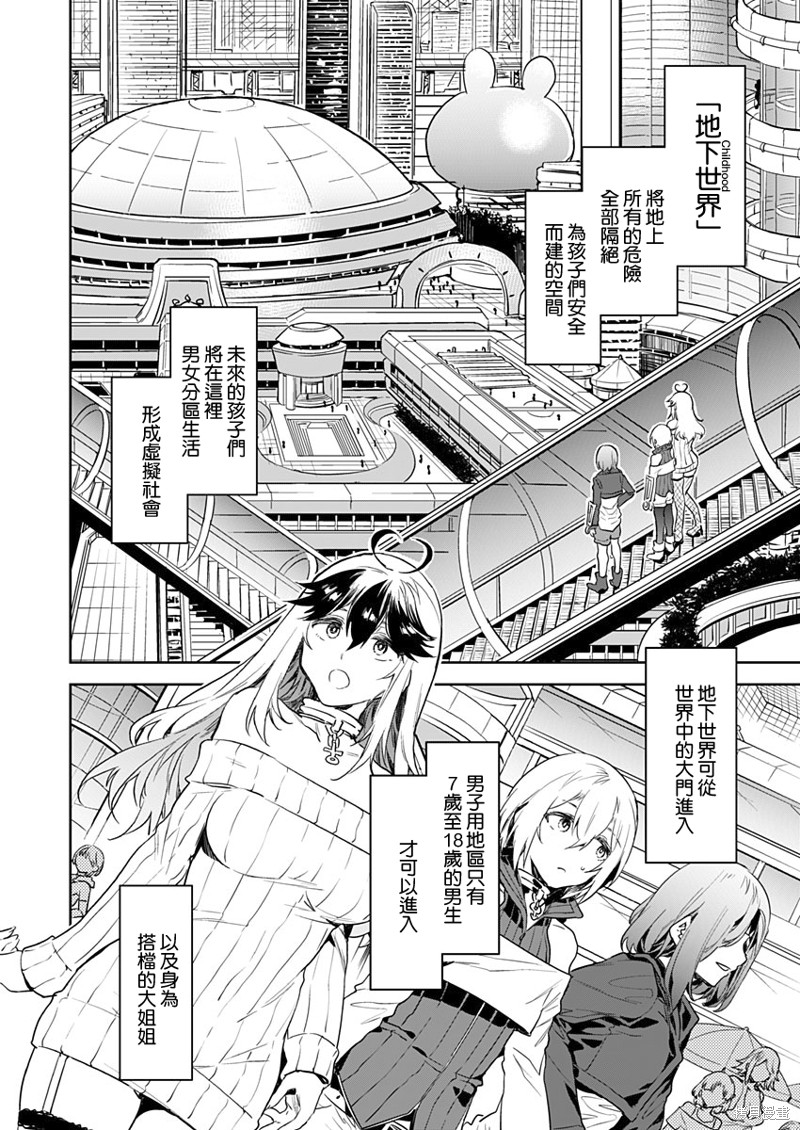 「地下世界」
Childhood
將地上
所有的危險
全部隔絕
為孩子們安全
而建的空間
未來的孩子們
將在這裡
男女分區生活
形成虛擬社會
地下世界可從
世界中的大門進入
男子用地區只有
7歲至18歲的男生
才可以進入
以及身為
搭檔的大姐姐